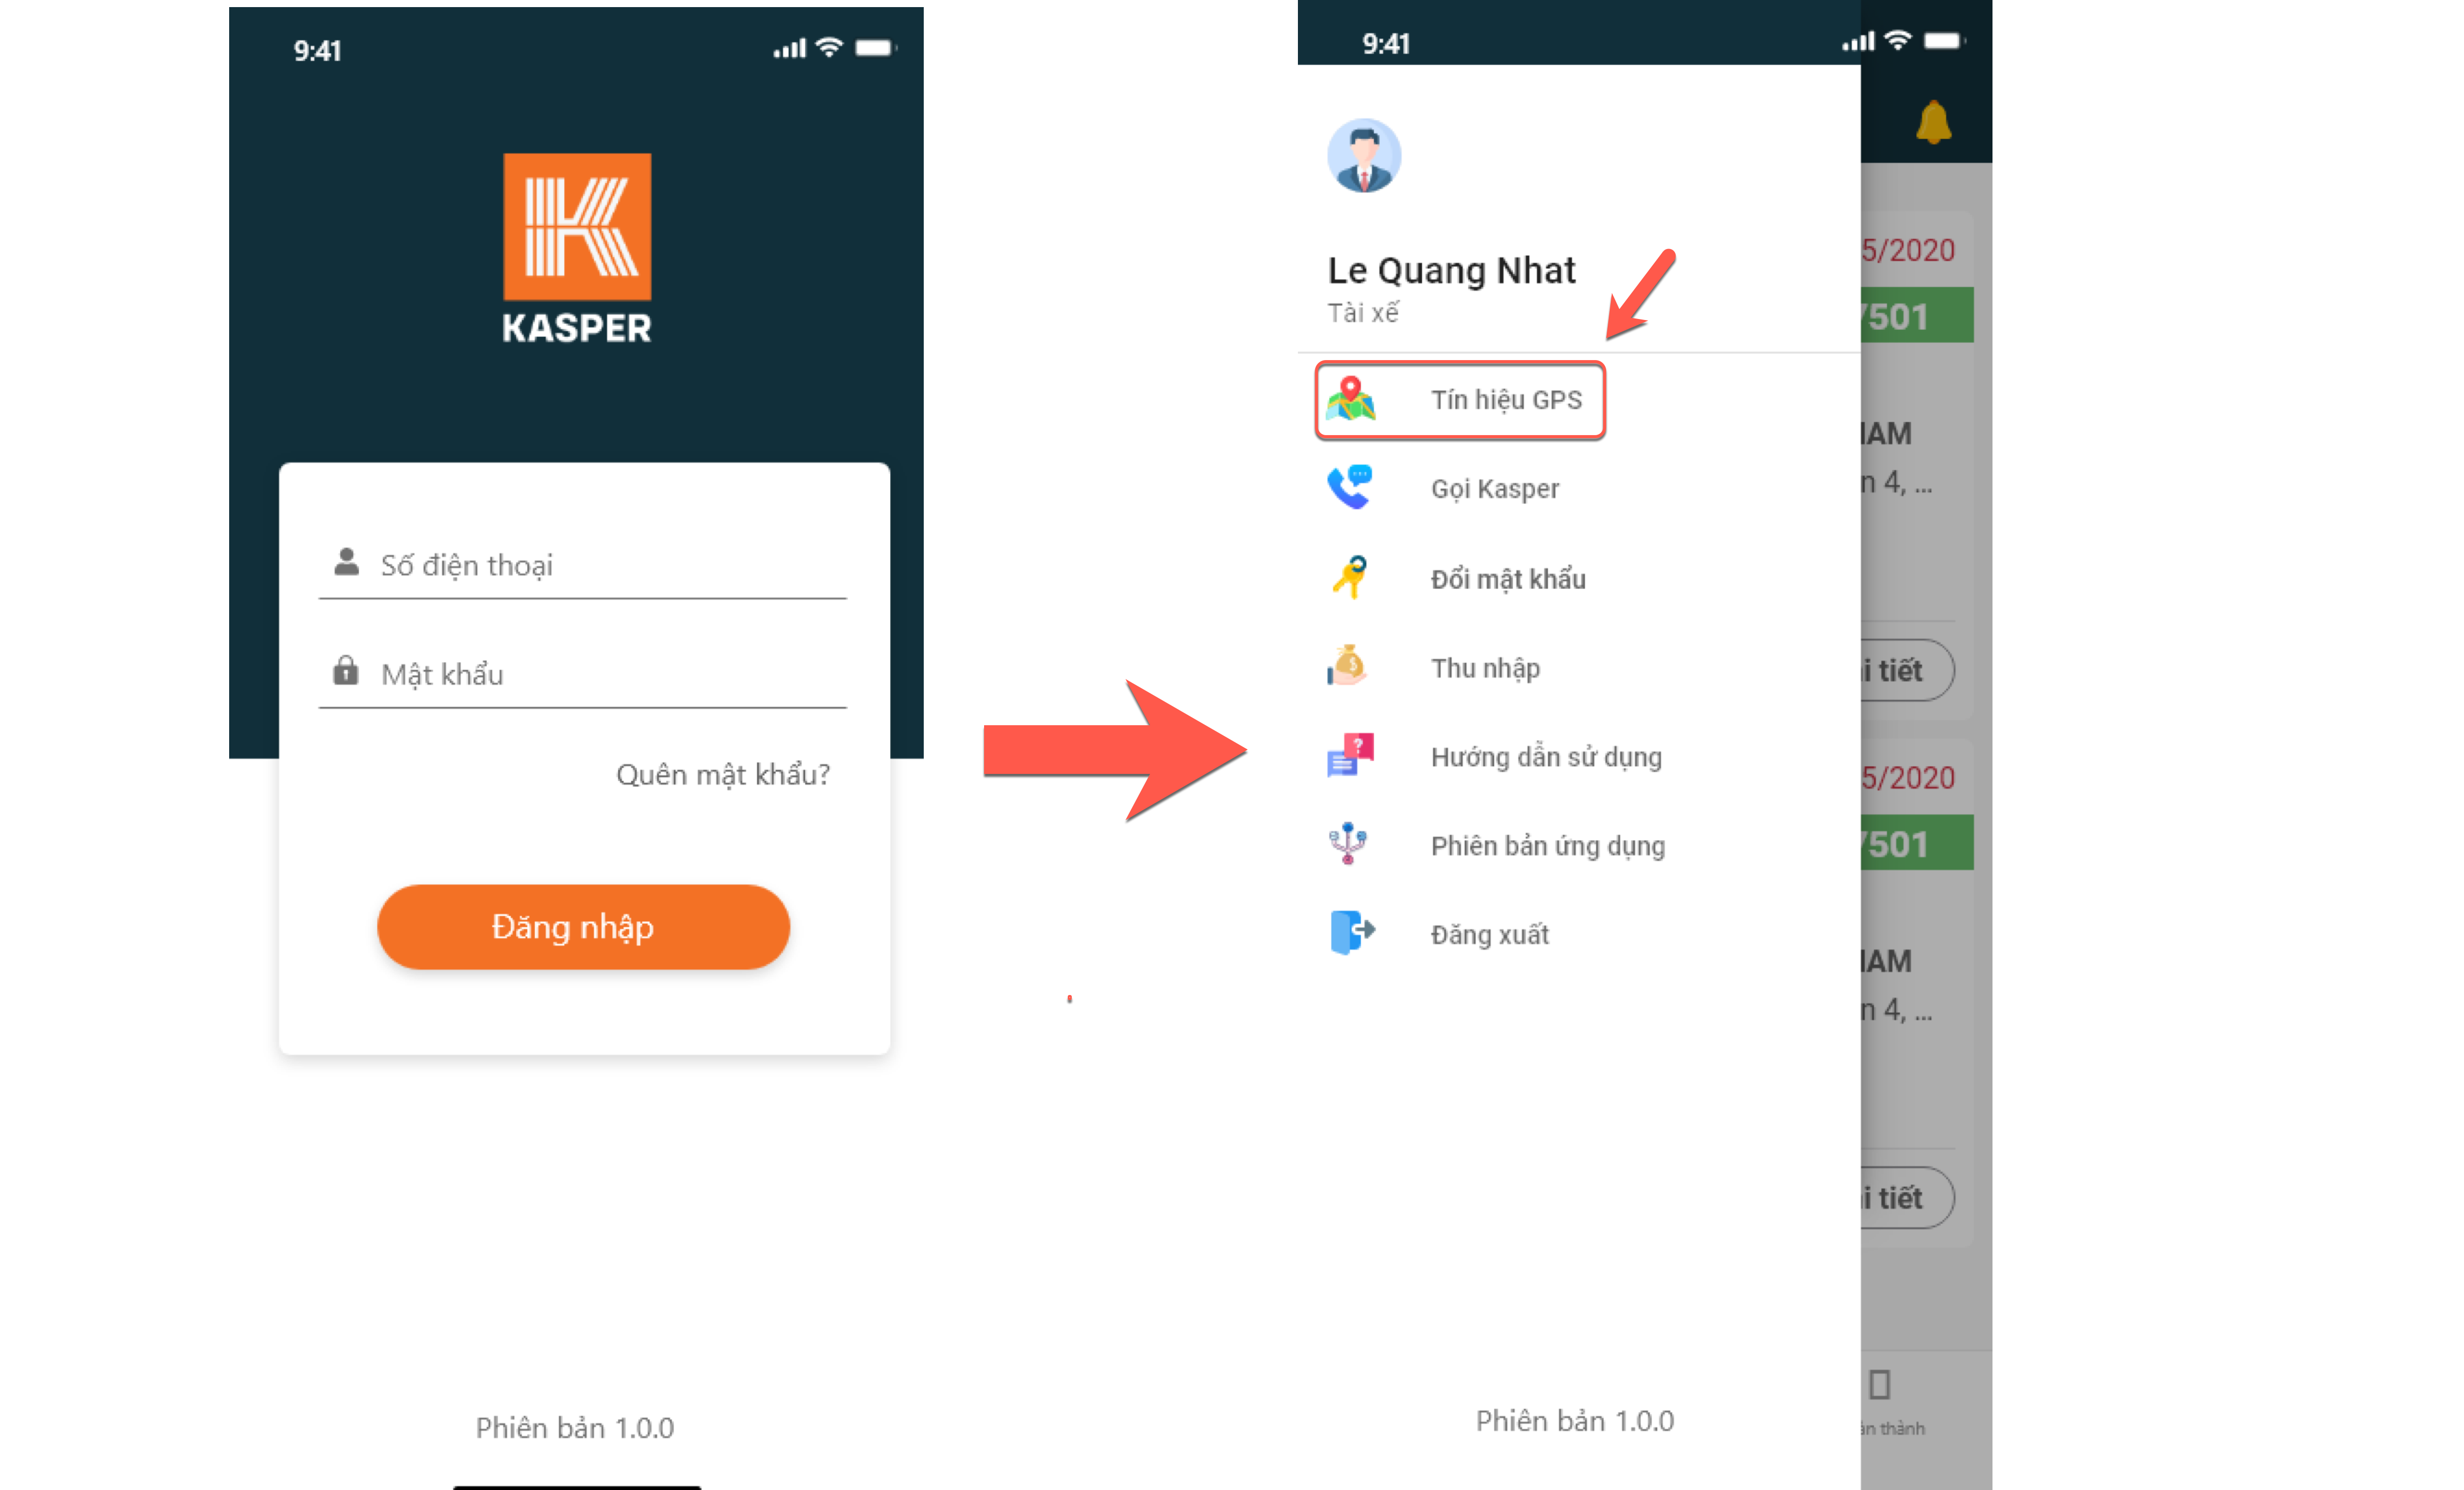 9:41
KASPER
Số điện thoại
Mật khẩu
Quên mật khẩu?
Đăng nhập
Phiên bản 1.0.0
9:41
Le Quang Nhat
Tài xế
Tín hiệu GPS
Gọi Kasper
Đổi mật khẩu
Thu nhập
Hướng dẫn sử dụng
Phiên bản ứng dụng
Đăng xuất
Phiên bản 1.0.0
5/2020
501
IAM
n 4, ...
i tiết
5/2020
501
IAM
n 4, ...
i tiết
àn thành